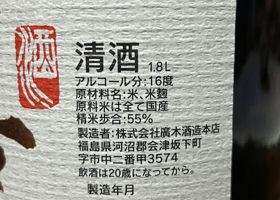 酒
清酒 1.8L
アルコール分:16度
原材料名:米、米麹
原料米は全て国産
精米歩合:55%
製造者:株式会社廣木酒造本店
福島県河沼郡会津坂下町
字市中二番甲3574
飲酒は20歳になってから。
製造年月